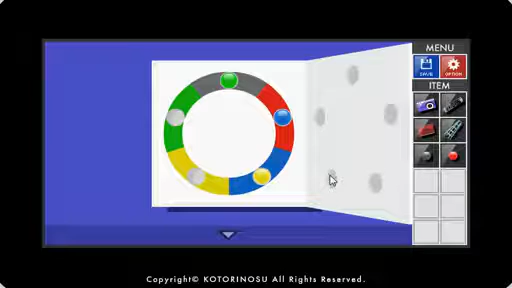 MENU
SAVE
OPTION
ITEM
Copyright© KOTORINOSU All Rights Reserved.